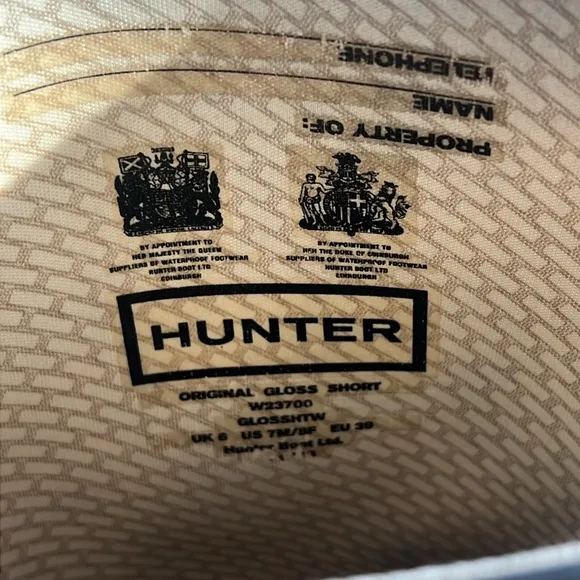 TELEPHONE
NAME
PROPERTY OF:
BY APPOINTMENT TO
HER MAJESTY THE QUEEN
SUPPLIERS OF WATERPROOF FOOTWEAR
HUNTER BOOT LTD
EDINBURGH
BY APPOINTMENT TO
HRH THE DUKE OF EDINBURGH
SUPPLIERS OF WATERPROOF FOOTWEAR
HUNTER BOOT LTD
EDINBURGH
HUNTER
ORIGINAL GLOSS SHORT
W23700
GLOSSHTW
UK 6 US 7M/8F EU 39
Hunter Boot Ltd.